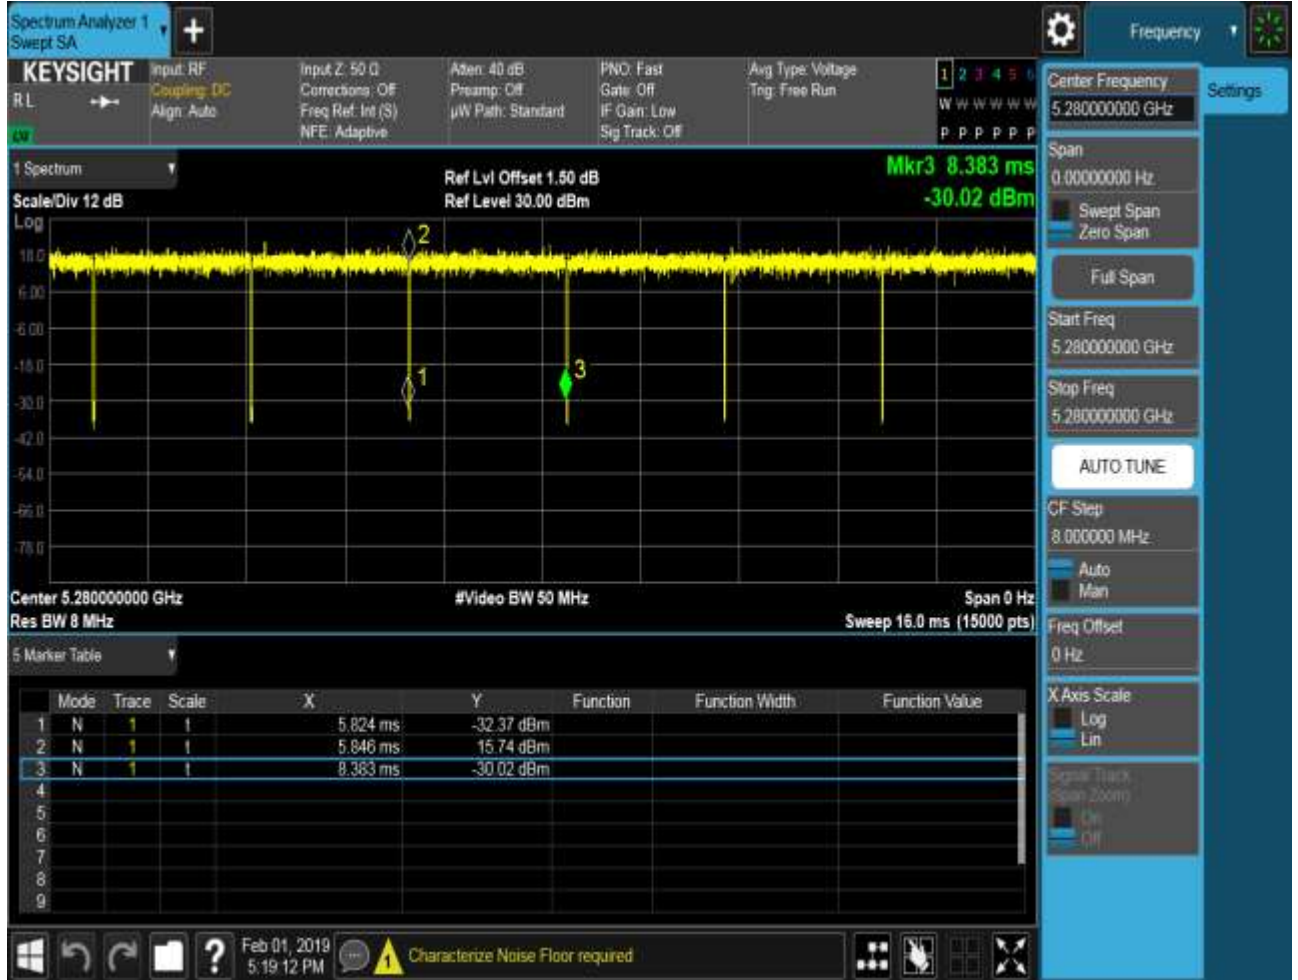 Spectrum Analyzer 1
Swept SA
+
Frequency
KEYSIGHT
RL
Input: RF
Coupling: DC
Align: Auto
Input Z: 50 Ω
Corrections: Off
Freq Ref: Int (S)
NFE: Adaptive
Atten: 40 dB
Preamp: Off
µW Path: Standard
PNO: Fast
Gate: Off
IF Gain: Low
Sig Track: Off
Avg Type: Voltage
Trig: Free Run
1 2 3 4 5 6
W W W W W W
P P P P P P
Settings
1 Spectrum
Scale/Div 12 dB
Log
Ref Lvl Offset 1.50 dB
Ref Level 30.00 dBm
Mkr3 8.383 ms
-30.02 dBm
18.0
6.00
-6.00
-18.0
-30.0
-42.0
-54.0
-66.0
-78.0
2
1
3
Center 5.280000000 GHz
Res BW 8 MHz
#Video BW 50 MHz
Span 0 Hz
Sweep 16.0 ms (15000 pts)
5 Marker Table
Mode Trace Scale X Y Function Function Width Function Value
1 N 1 t 5.824 ms -32.37 dBm
2 N 1 t 5.846 ms 15.74 dBm
3 N 1 t 8.383 ms -30.02 dBm
4
5
6
7
8
9
Center Frequency
5.280000000 GHz
Span
0.00000000 Hz
Swept Span
Zero Span
Full Span
Start Freq
5.280000000 GHz
Stop Freq
5.280000000 GHz
AUTO TUNE
CF Step
8.000000 MHz
Auto
Man
Freq Offset
0 Hz
X Axis Scale
Log
Lin
Signal Track
(Span Zoom)
On
Off
?
Feb 01, 2019
5:19:12 PM
1
Characterize Noise Floor required